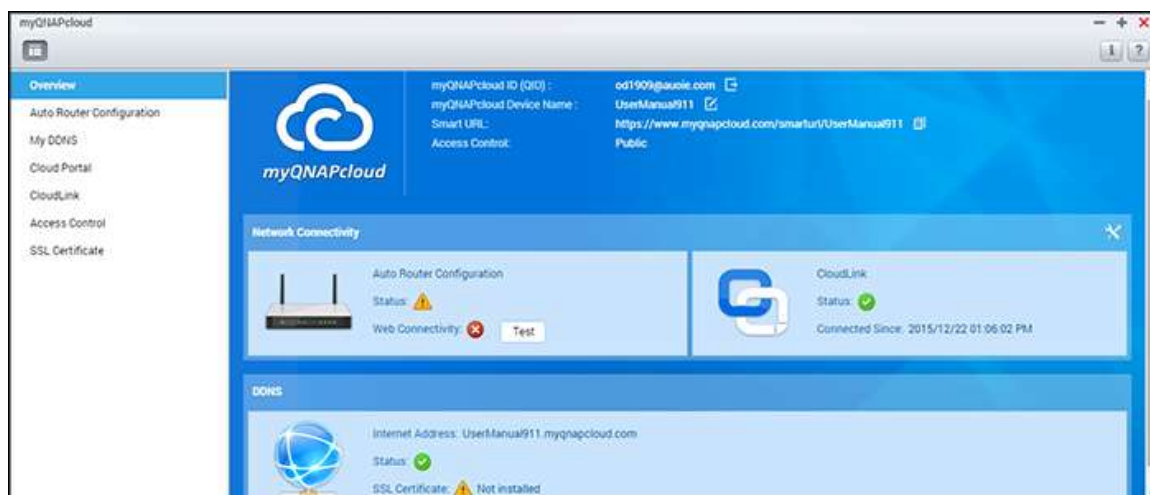 myQNAPcloud
Overview
Auto Router Configuration
My DDNS
Cloud Portal
CloudLink
Access Control
SSL Certificate
myQNAPcloud
myQNAPcloud ID (QID) : od1909@auoie.com
myQNAPcloud Device Name : UserManual911
Smart URL: https://www.myqnapcloud.com/smarturl/UserManual911
Access Control: Public
Network Connectivity
Auto Router Configuration
Status:
Web Connectivity: Test
CloudLink
Status:
Connected Since: 2015/12/22 01:06:02 PM
DDNS
Internet Address: UserManual911.myqnapcloud.com
Status:
SSL Certificate: Not installed